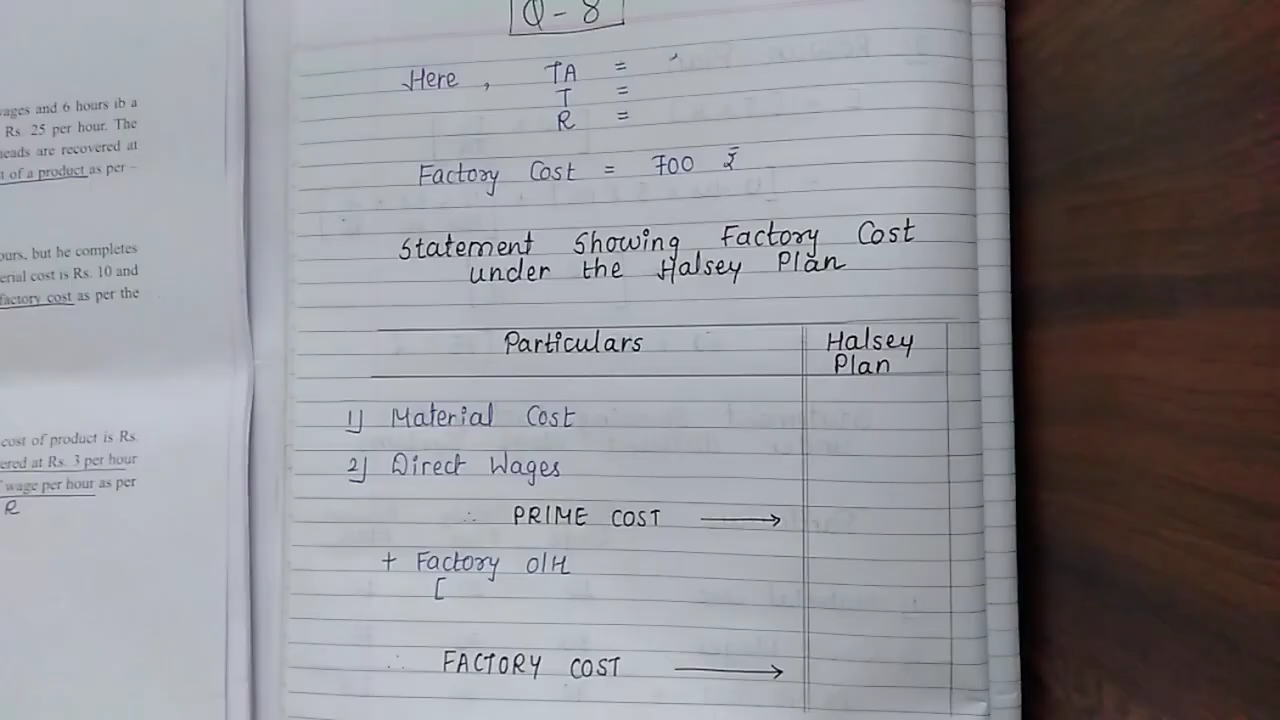 wages and 6 hours ib a
Rs. 25 per hour. The
heads are recovered at
of a product as per –
ours, but he completes
erial cost is Rs. 10 and
factory cost as per the
cost of product is Rs.
ered at Rs. 3 per hour
wage per hour as per
R
Q - 8
Here , TA =
T =
R =
Factory Cost = 700 ₹
Statement Showing Factory Cost
under the Halsey Plan
Particulars Halsey
Plan
1) Material Cost
2) Direct Wages
∴ PRIME COST →
+ Factory O/H
[
∴ FACTORY COST →